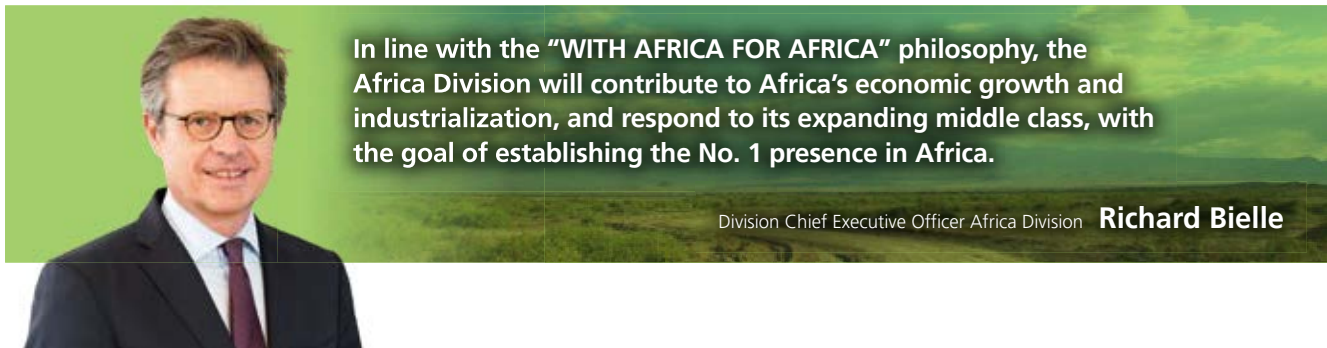 In line with the “WITH AFRICA FOR AFRICA” philosophy, the
Africa Division will contribute to Africa’s economic growth and
industrialization, and respond to its expanding middle class, with
the goal of establishing the No. 1 presence in Africa.
Division Chief Executive Officer Africa Division Richard Bielle